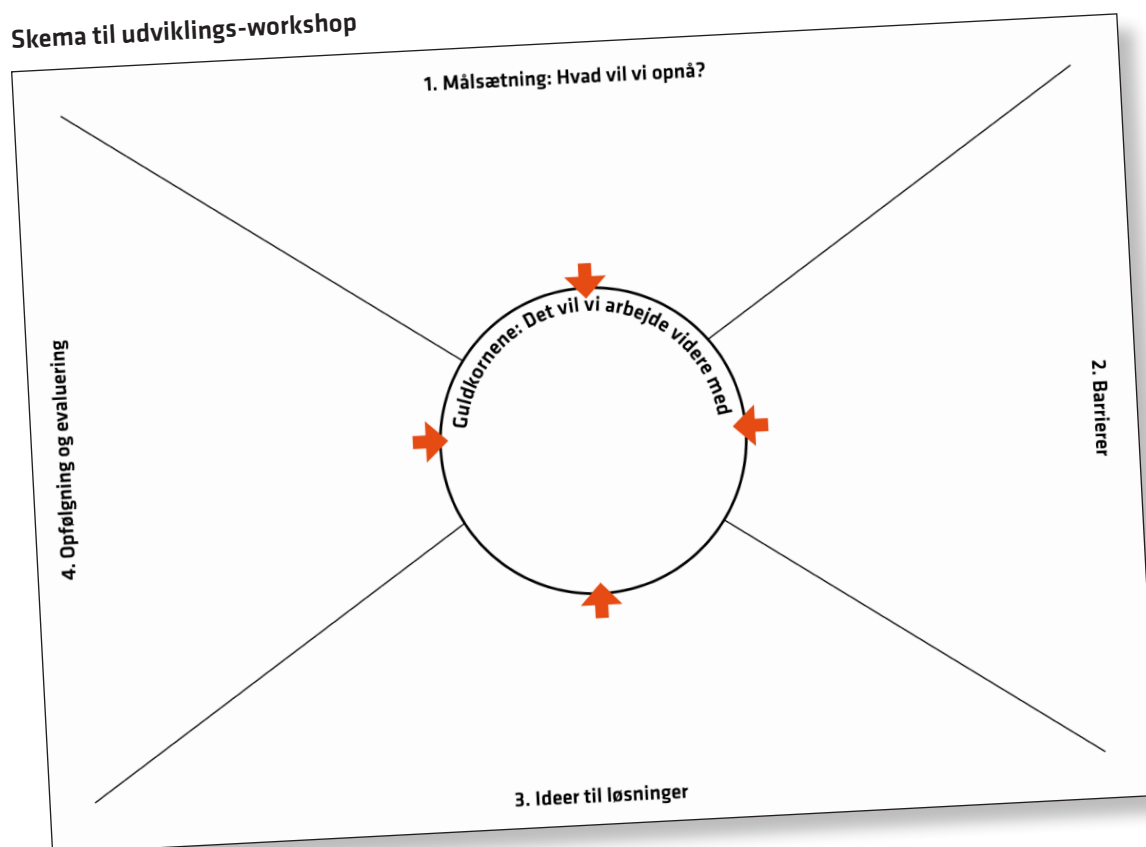 Skema til udviklings-workshop
1. Målsætning: Hvad vil vi opnå?
Guldkornene: Det vil vi arbejde videre med
2. Barrierer
3. Ideer til løsninger
4. Opfølgning og evaluering